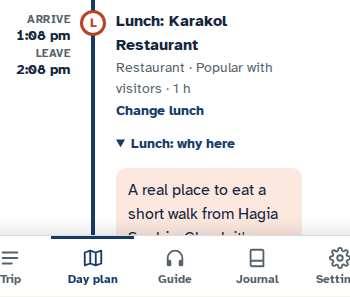 ARRIVE
1:08 pm
LEAVE
2:08 pm
L
Lunch: Karakol
Restaurant
Restaurant · Popular with
visitors · 1 h
Change lunch
▼ Lunch: why here
A real place to eat a
short walk from Hagia
Trip
Day plan
Guide
Journal
Settin